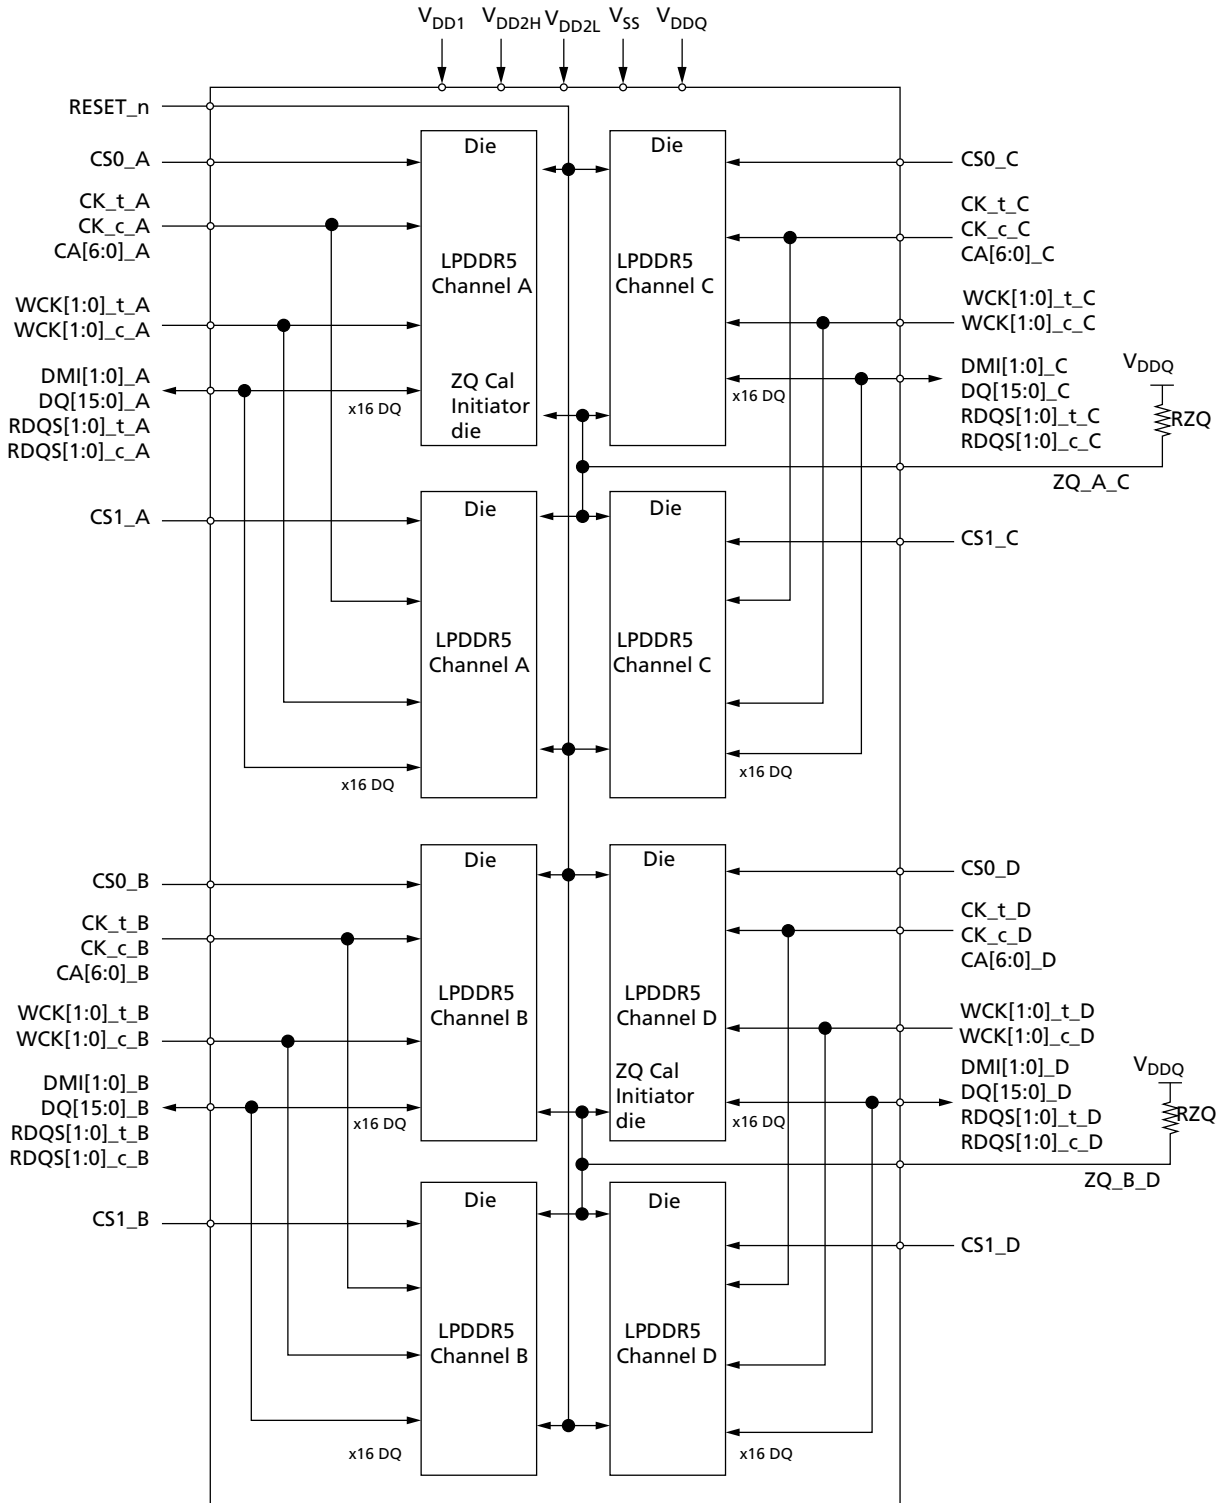 VDD1 VDD2H VDD2L VSS VDDQ
RESET_n
CS0_A
CK_t_A
CK_c_A
CA[6:0]_A
WCK[1:0]_t_A
WCK[1:0]_c_A
DMI[1:0]_A
DQ[15:0]_A
RDQS[1:0]_t_A
RDQS[1:0]_c_A
x16 DQ
Die
LPDDR5
Channel A
ZQ Cal
Initiator
die
Die
LPDDR5
Channel C
x16 DQ
CS0_C
CK_t_C
CK_c_C
CA[6:0]_C
WCK[1:0]_t_C
WCK[1:0]_c_C
DMI[1:0]_C
DQ[15:0]_C
RDQS[1:0]_t_C
RDQS[1:0]_c_C
VDDQ
RZQ
ZQ_A_C
CS1_A
Die
LPDDR5
Channel A
x16 DQ
Die
LPDDR5
Channel C
x16 DQ
CS1_C
CS0_B
CK_t_B
CK_c_B
CA[6:0]_B
WCK[1:0]_t_B
WCK[1:0]_c_B
DMI[1:0]_B
DQ[15:0]_B
RDQS[1:0]_t_B
RDQS[1:0]_c_B
x16 DQ
Die
LPDDR5
Channel B
Die
LPDDR5
Channel D
ZQ Cal
Initiator
die
x16 DQ
CS0_D
CK_t_D
CK_c_D
CA[6:0]_D
WCK[1:0]_t_D
WCK[1:0]_c_D
DMI[1:0]_D
DQ[15:0]_D
RDQS[1:0]_t_D
RDQS[1:0]_c_D
VDDQ
RZQ
ZQ_B_D
CS1_B
Die
LPDDR5
Channel B
x16 DQ
Die
LPDDR5
Channel D
x16 DQ
CS1_D